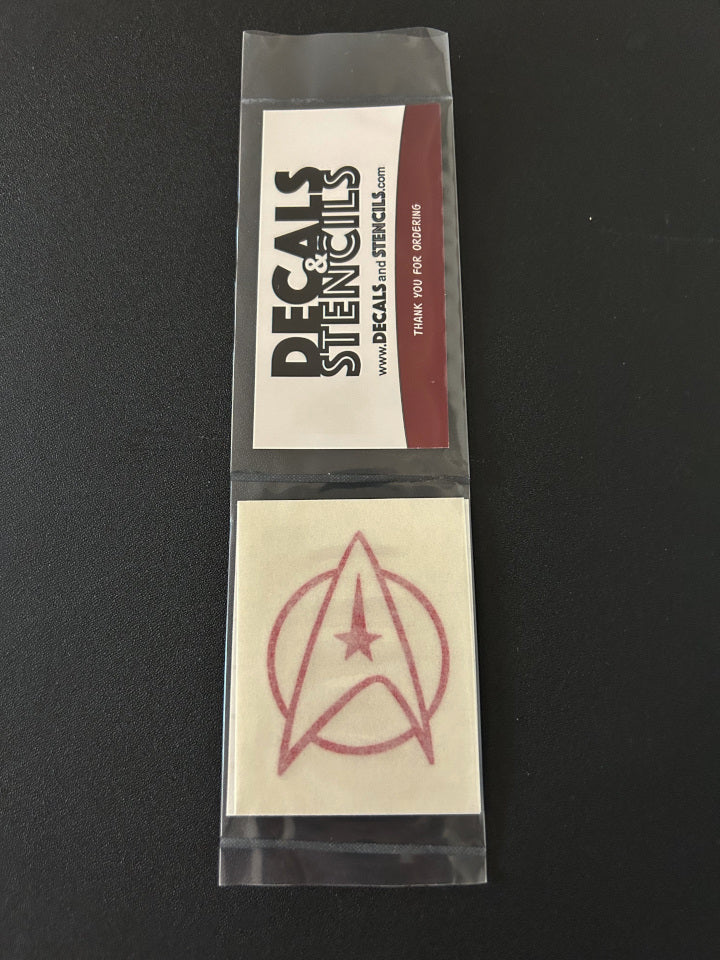 DECALS
&
STENCILS
www.DECALS and STENCILS.com
THANK YOU FOR ORDERING